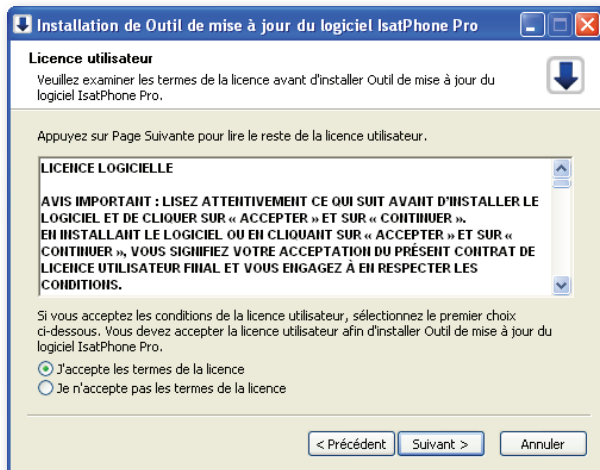 Installation de Outil de mise à jour du logiciel IsatPhone Pro
Licence utilisateur
Veuillez examiner les termes de la licence avant d'installer Outil de mise à jour du
logiciel IsatPhone Pro.
Appuyez sur Page Suivante pour lire le reste de la licence utilisateur.
LICENCE LOGICIELLE
AVIS IMPORTANT : LISEZ ATTENTIVEMENT CE QUI SUIT AVANT D'INSTALLER LE
LOGICIEL ET DE CLIQUER SUR « ACCEPTER » ET SUR « CONTINUER ».
EN INSTALLANT LE LOGICIEL OU EN CLIQUANT SUR « ACCEPTER » ET SUR «
CONTINUER », VOUS SIGNIFIEZ VOTRE ACCEPTATION DU PRÉSENT CONTRAT DE
LICENCE UTILISATEUR FINAL ET VOUS ENGAGEZ À EN RESPECTER LES
CONDITIONS.
Si vous acceptez les conditions de la licence utilisateur, sélectionnez le premier choix
ci-dessous. Vous devez accepter la licence utilisateur afin d'installer Outil de mise à jour du
logiciel IsatPhone Pro.
J'accepte les termes de la licence
Je n'accepte pas les termes de la licence
< Précédent Suivant > Annuler